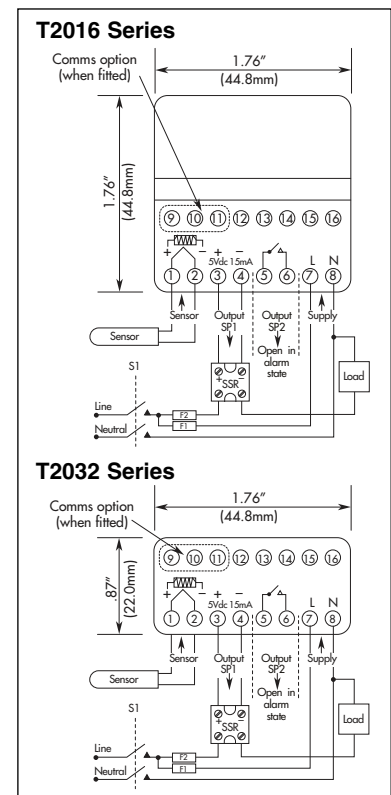 T2016 Series
Comms option
(when fitted)
1.76″
(44.8mm)
1.76″
(44.8mm)
9 10 11 12 13 14 15 16
+ − + − L N
5Vdc 15mA
1 2 3 4 5 6 7 8
Sensor Output SP1 Output SP2 Supply
Open in
alarm
state
Sensor
+ SSR −
Load
S1
Line
F2
Neutral
F1
T2032 Series
Comms option
(when fitted)
1.76″
(44.8mm)
.87″
(22.0mm)
9 10 11 12 13 14 15 16
+ − + − L N
5Vdc 15mA
1 2 3 4 5 6 7 8
Sensor Output SP1 Output SP2 Supply
Open in
alarm
state
Sensor
+ SSR −
Load
S1
Line
F2
Neutral
F1